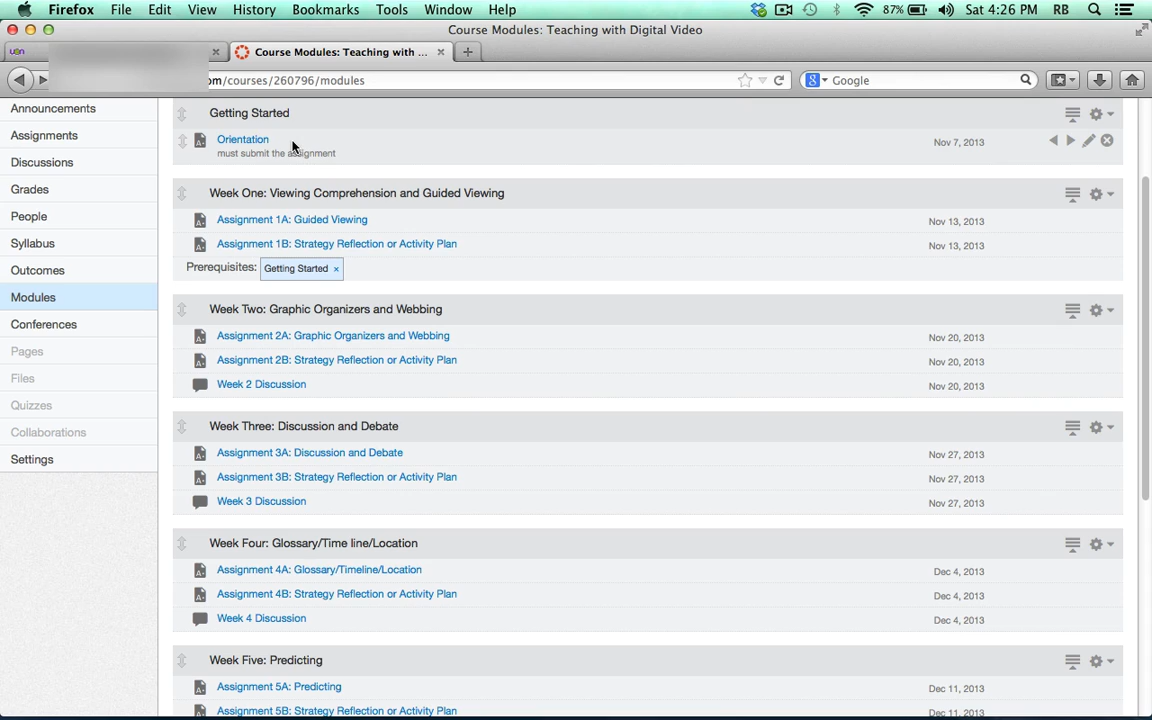 Firefox File Edit View History Bookmarks Tools Window Help 87% Sat 4:26 PM RB
Course Modules: Teaching with Digital Video
Course Modules: Teaching with ...
om/courses/260796/modules
Google
Announcements
Assignments
Discussions
Grades
People
Syllabus
Outcomes
Modules
Conferences
Pages
Files
Quizzes
Collaborations
Settings
Getting Started
Orientation
Nov 7, 2013
must submit the assignment
Week One: Viewing Comprehension and Guided Viewing
Assignment 1A: Guided Viewing
Nov 13, 2013
Assignment 1B: Strategy Reflection or Activity Plan
Nov 13, 2013
Prerequisites: Getting Started ×
Week Two: Graphic Organizers and Webbing
Assignment 2A: Graphic Organizers and Webbing
Nov 20, 2013
Assignment 2B: Strategy Reflection or Activity Plan
Nov 20, 2013
Week 2 Discussion
Nov 20, 2013
Week Three: Discussion and Debate
Assignment 3A: Discussion and Debate
Nov 27, 2013
Assignment 3B: Strategy Reflection or Activity Plan
Nov 27, 2013
Week 3 Discussion
Nov 27, 2013
Week Four: Glossary/Time line/Location
Assignment 4A: Glossary/Timeline/Location
Dec 4, 2013
Assignment 4B: Strategy Reflection or Activity Plan
Dec 4, 2013
Week 4 Discussion
Dec 4, 2013
Week Five: Predicting
Assignment 5A: Predicting
Dec 11, 2013
Assignment 5B: Strategy Reflection or Activity Plan
Dec 11, 2013